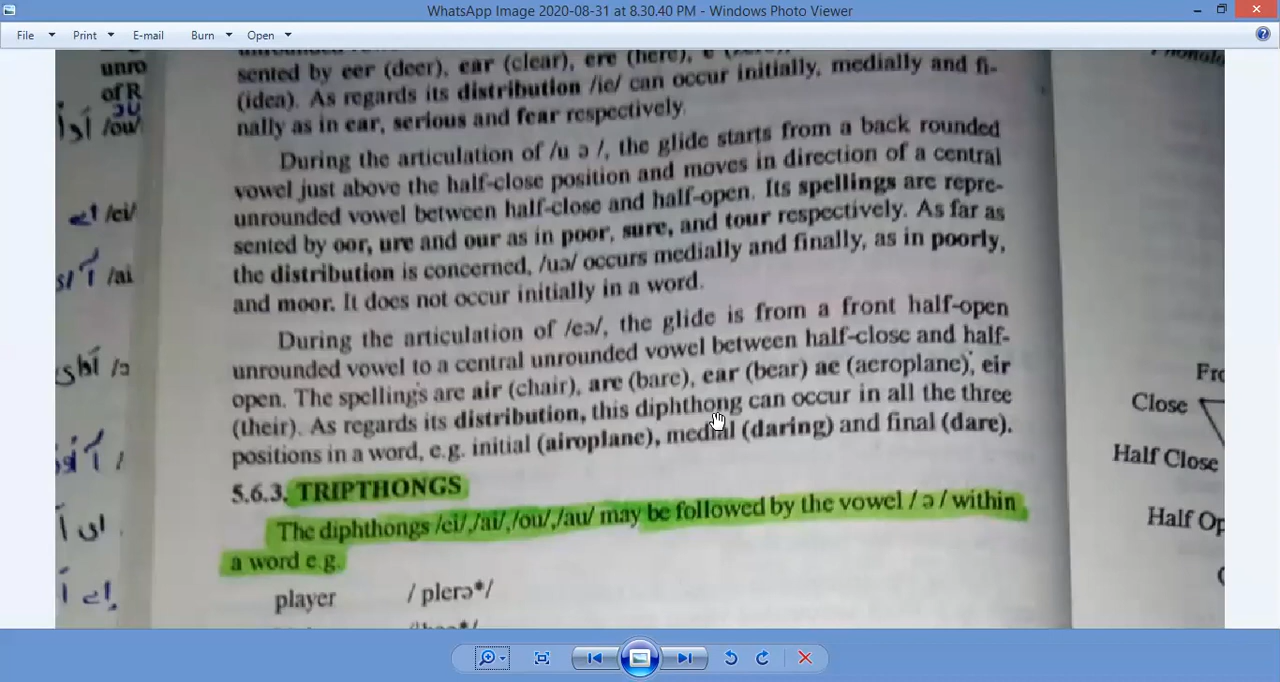 WhatsApp Image 2020-08-31 at 8.30.40 PM - Windows Photo Viewer
File Print E-mail Burn Open
sented by eer (deer), ear (clear), ere (here),
(idea). As regards its distribution /ie/ can occur initially, medially and fi-
nally as in ear, serious and fear respectively.
During the articulation of /u ə /, the glide starts from a back rounded
vowel just above the half-close position and moves in direction of a central
unrounded vowel between half-close and half-open. Its spellings are repre-
sented by oor, ure and our as in poor, sure, and tour respectively. As far as
the distribution is concerned, /uə/ occurs medially and finally, as in poorly,
and moor. It does not occur initially in a word.
During the articulation of /eə/, the glide is from a front half-open
unrounded vowel to a central unrounded vowel between half-close and half-
open. The spellings are air (chair), are (bare), ear (bear) ae (aeroplane), eir
(their). As regards its distribution, this diphthong can occur in all the three
positions in a word, e.g. initial (airoplane), medial (daring) and final (dare).
5.6.3. TRIPTHONGS
The diphthongs /ei/,/ai/,/ou/,/au/ may be followed by the vowel / ə / within
a word e.g.
player / pleɪə*/
unro
of R
/ou/
/ei/
/ai
Close
Half Close
Half Op